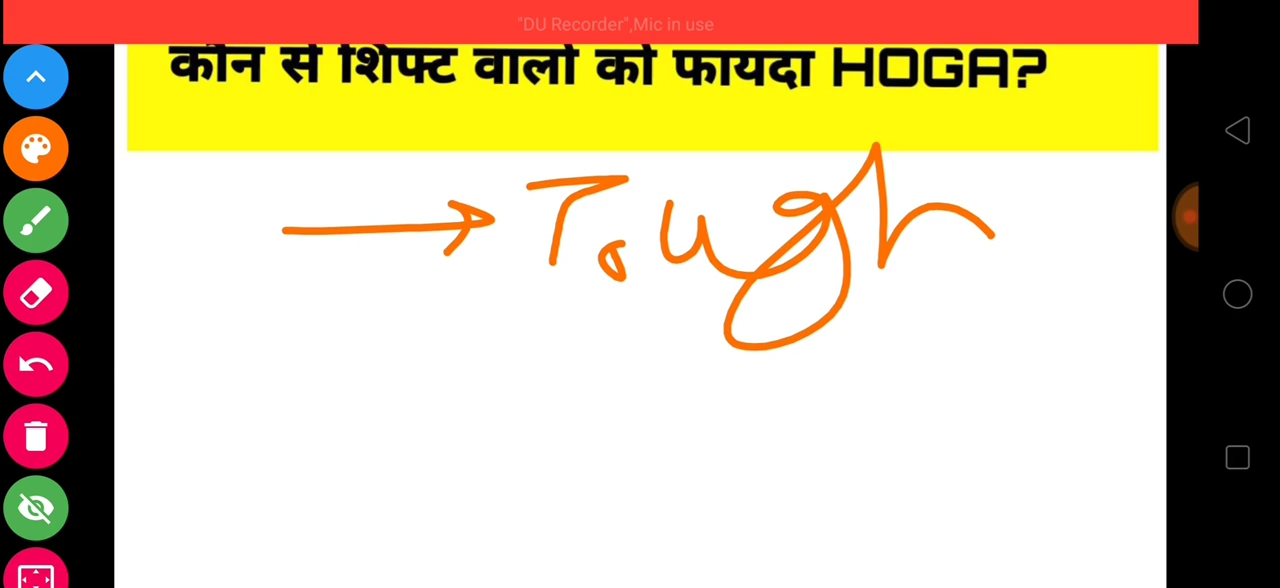 "DU Recorder",Mic in use
कौन से शिफ्ट वालो को फायदा HOGA?
→ Tough